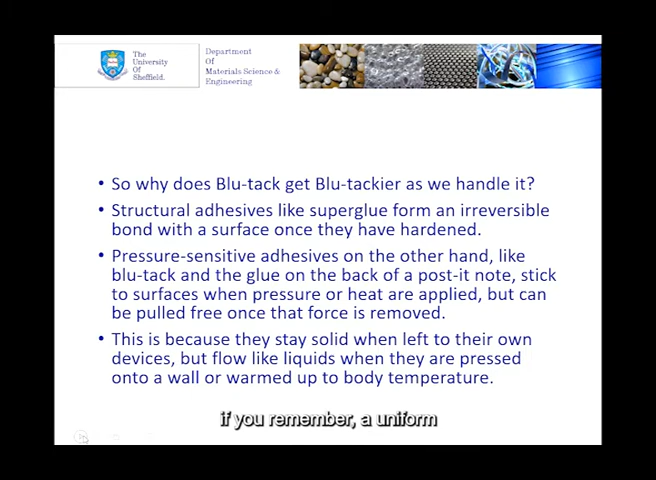 The
University
Of
Sheffield.
Department
Of
Materials Science &
Engineering
• So why does Blu-tack get Blu-tackier as we handle it?
• Structural adhesives like superglue form an irreversible
bond with a surface once they have hardened.
• Pressure-sensitive adhesives on the other hand, like
blu-tack and the glue on the back of a post-it note, stick
to surfaces when pressure or heat are applied, but can
be pulled free once that force is removed.
• This is because they stay solid when left to their own
devices, but flow like liquids when they are pressed
onto a wall or warmed up to body temperature.
if you remember, a uniform